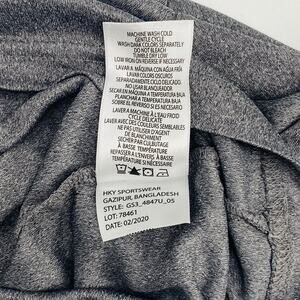 MACHINE WASH COLD
GENTLE CYCLE
WASH DARK COLORS SEPARATELY
DO NOT BLEACH
TUMBLE DRY LOW
LOW IRON ON REVERSE IF NECESSARY
LAVAR A MÁQUINA CON AGUA FRÍA
LAVAR COLORES OSCUROS
SEPARADAMENTE CICLO DELICADO
NO USAR BLANQUEADOR
SECAR EN MÁQUINA A TEMPERATURA BAJA
PLANCHAR A TEMPERATURA BAJA
EN EL REVERSO SI ES NECESARIO
LAVER À MACHINE À L'EAU FROID
CYCLE DELICATE
LAVER AVEC COULEURS SEMBLABLES
NE PAS UTILISER D'AGENT
DE BLANCHIMENT
SÉCHER PAR CULBUTAGE
À BASSE TEMPÉRATURE
REPASSER À L'ENVERS À BASSE
TEMPÉRATURE SI NÉCESSAIRE
HKY SPORTSWEAR
GAZIPUR, BANGLADESH
STYLE: GS3_4847U_05
LOT: 78461
DATE: 02/2020